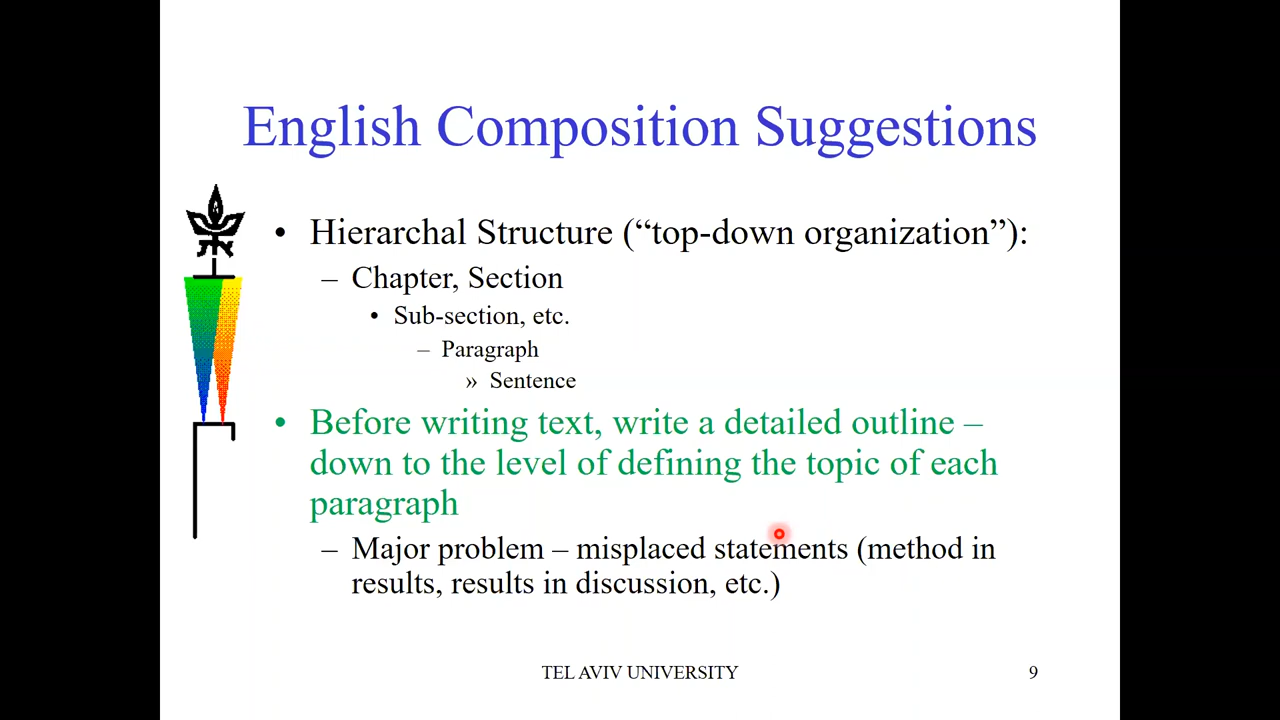 English Composition Suggestions
• Hierarchal Structure (“top-down organization”):
– Chapter, Section
• Sub-section, etc.
– Paragraph
» Sentence
• Before writing text, write a detailed outline –
down to the level of defining the topic of each
paragraph
– Major problem – misplaced statements (method in
results, results in discussion, etc.)
TEL AVIV UNIVERSITY
9